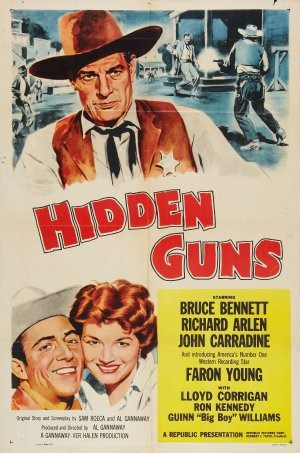 HIDDEN
GUNS
STARRING
BRUCE BENNETT
RICHARD ARLEN
JOHN CARRADINE
And introducing America's Number One
Western Recording Star
FARON YOUNG
WITH
LLOYD CORRIGAN
RON KENNEDY
GUINN "Big Boy" WILLIAMS
Original Story and Screenplay by SAM ROECA and AL GANNAWAY
Produced and Directed by AL GANNAWAY
A GANNAWAY-VER HALEN PRODUCTION
A REPUBLIC PRESENTATION